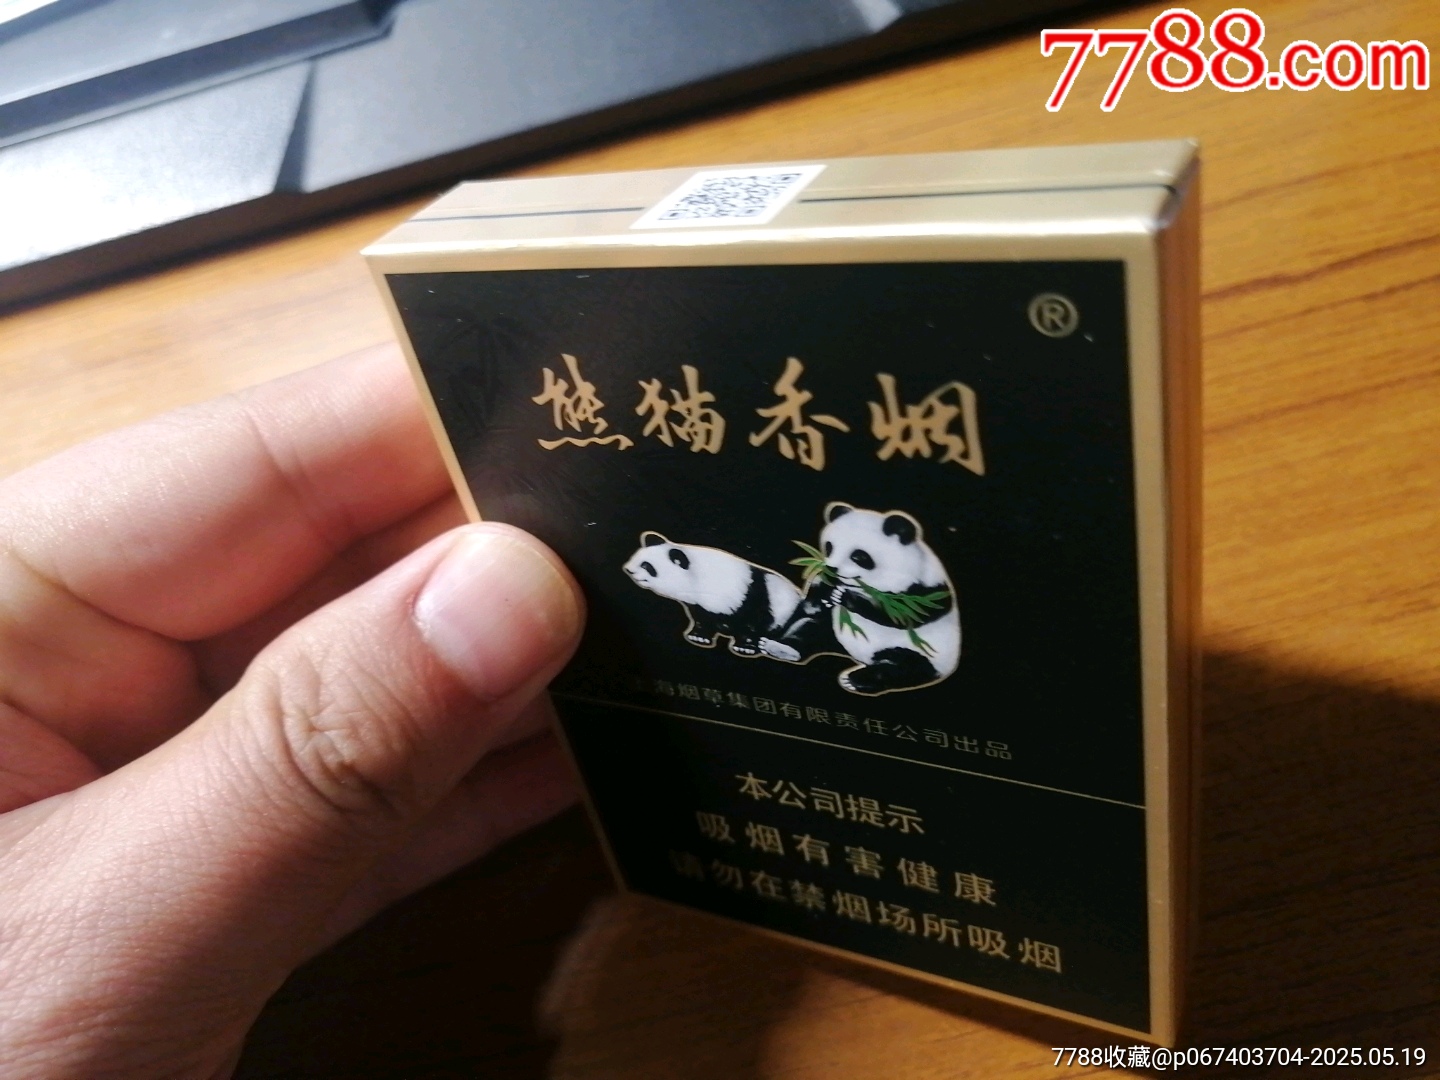 7788.com
®
熊猫香烟
上海烟草集团有限责任公司出品
本公司提示
吸烟有害健康
请勿在禁烟场所吸烟
7788收藏@p067403704-2025.05.19